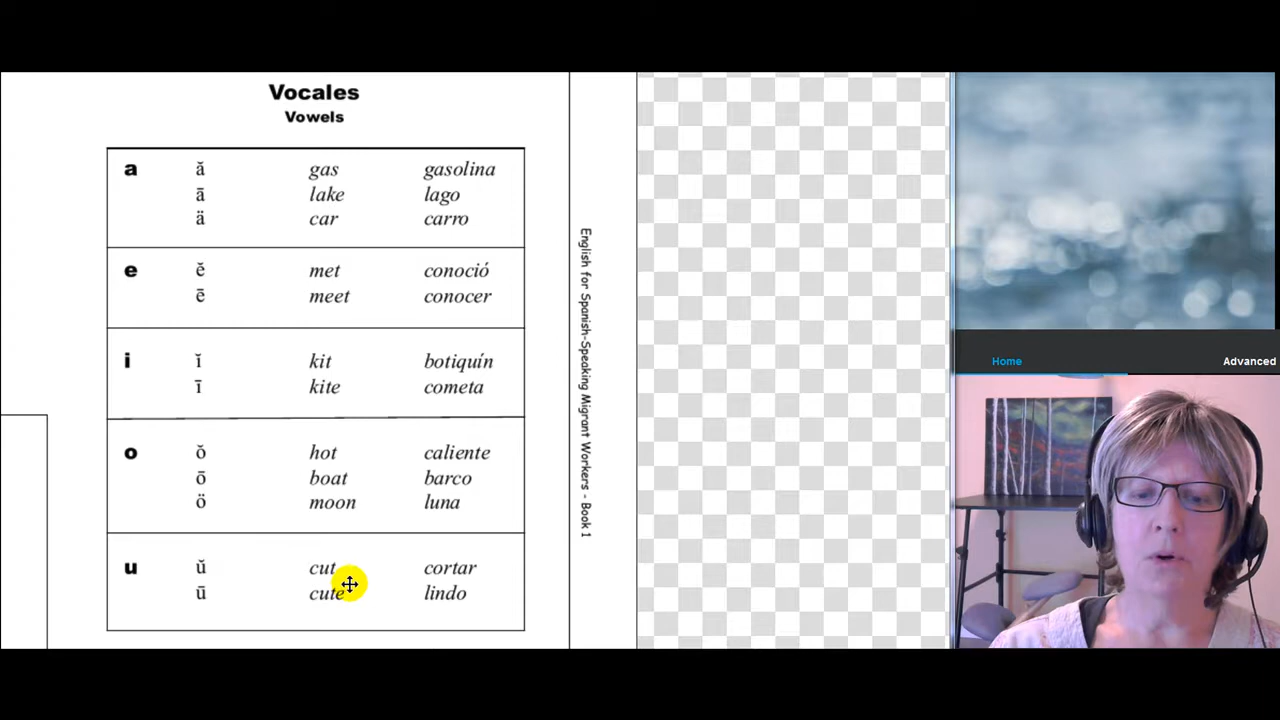 Vocales
Vowels
a ă gas gasolina
ā lake lago
ä car carro
e ĕ met conoció
ē meet conocer
i ĭ kit botiquín
ī kite cometa
o ŏ hot caliente
ō boat barco
ö moon luna
u ŭ cut cortar
ū cute lindo
English for Spanish-Speaking Migrant Workers - Book 1
Home Advanced